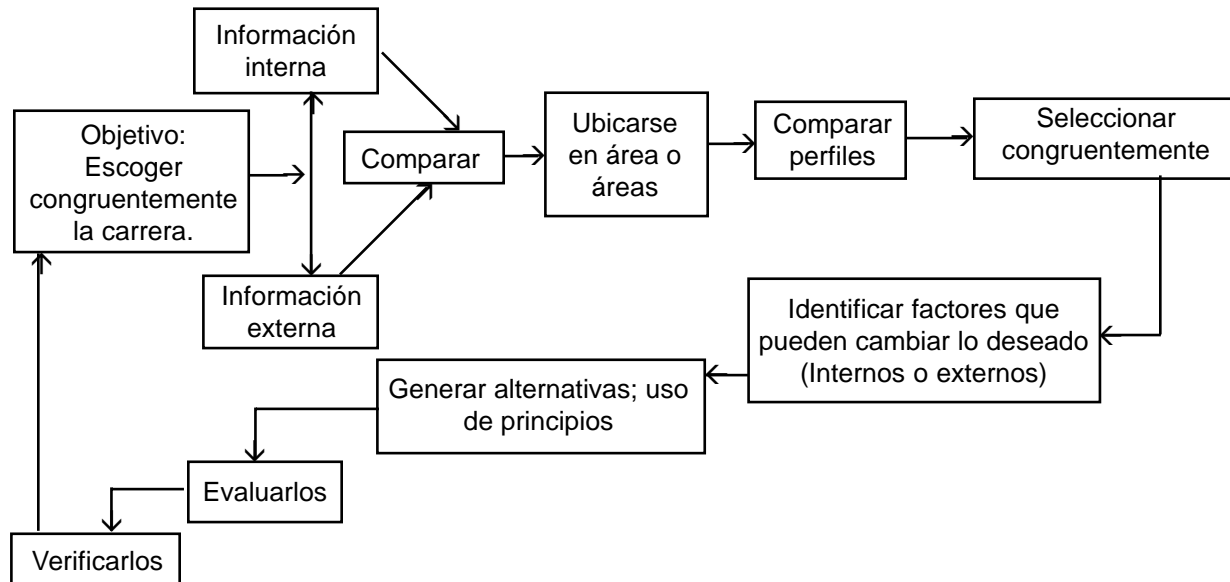 Objetivo:
Escoger
congruentemente
la carrera.
Información
interna
Información
externa
Comparar
Ubicarse
en área o
áreas
Comparar
perfiles
Seleccionar
congruentemente
Identificar factores que
pueden cambiar lo deseado
(Internos o externos)
Generar alternativas; uso
de principios
Evaluarlos
Verificarlos